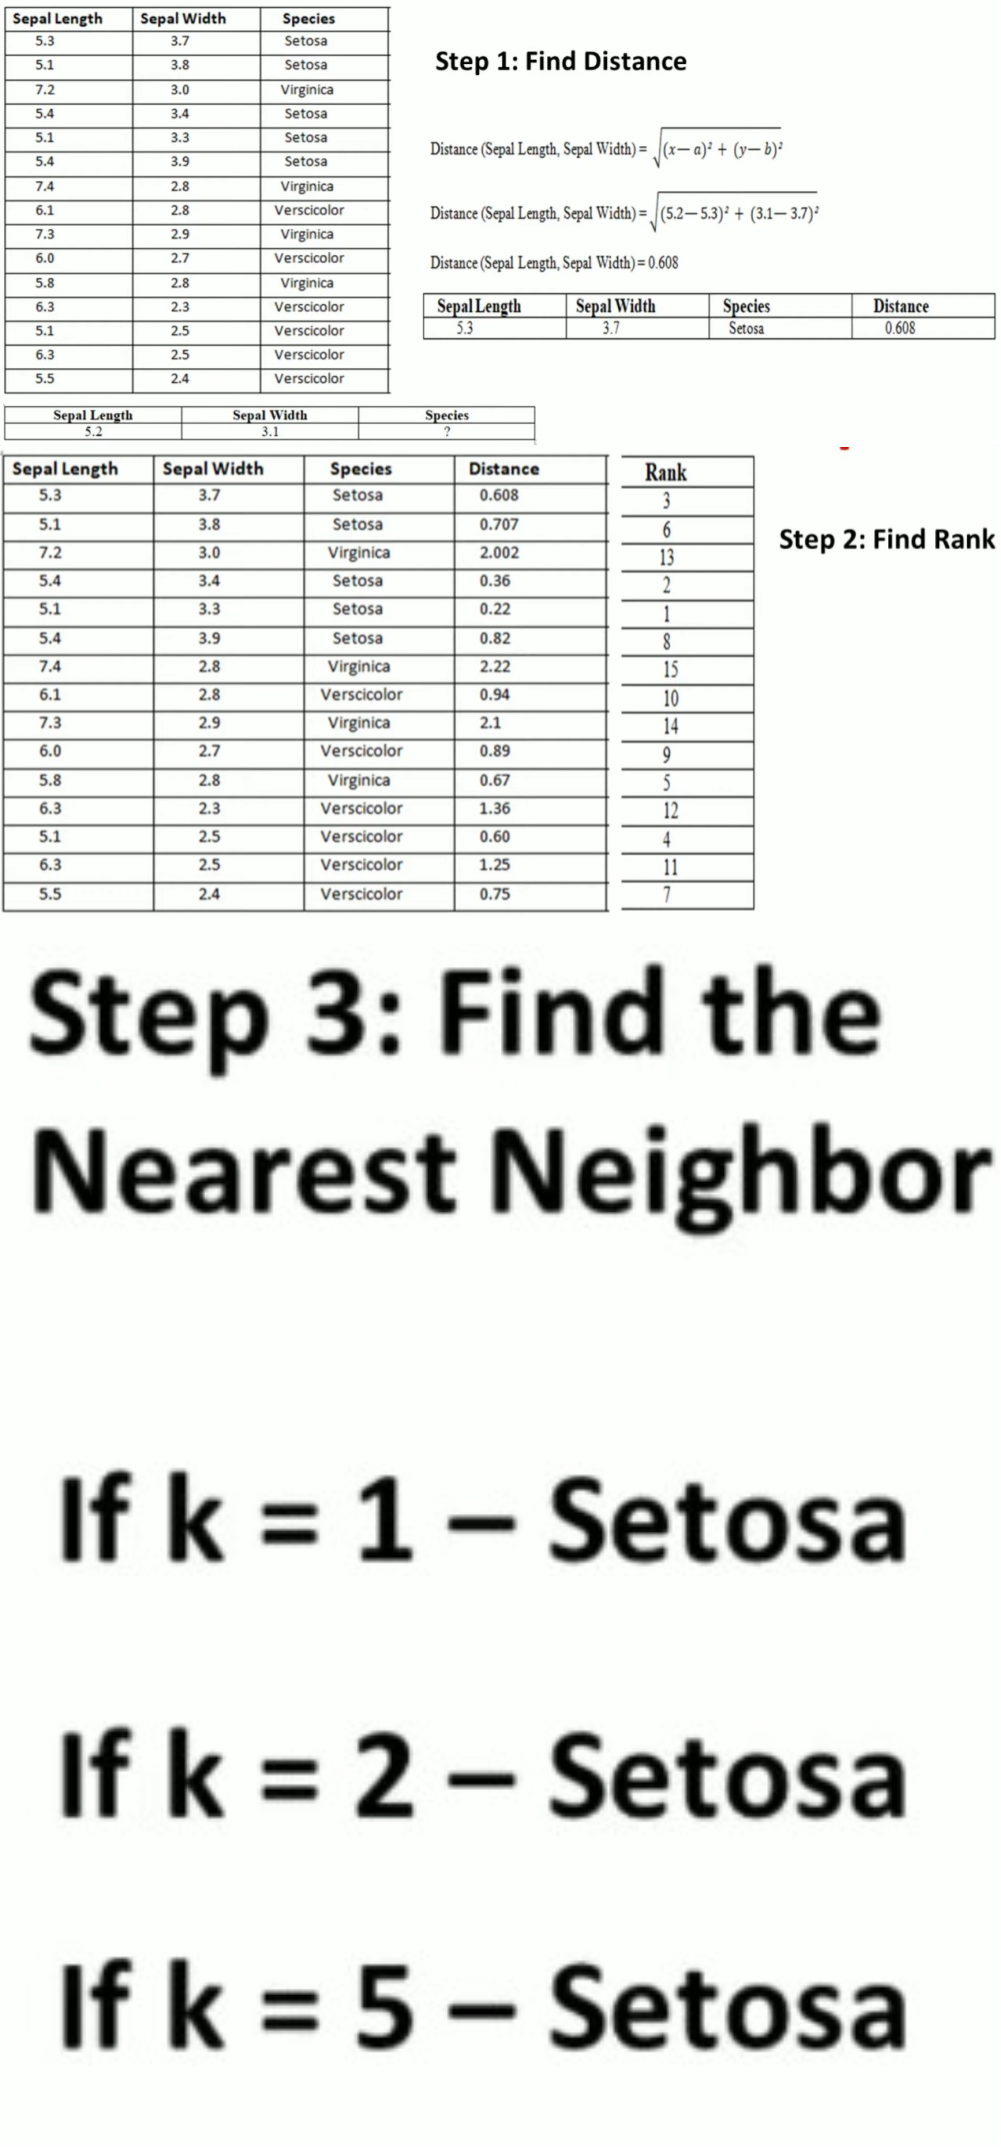 Sepal Length Sepal Width Species
5.3 3.7 Setosa
5.1 3.8 Setosa
7.2 3.0 Virginica
5.4 3.4 Setosa
5.1 3.3 Setosa
5.4 3.9 Setosa
7.4 2.8 Virginica
6.1 2.8 Verscicolor
7.3 2.9 Virginica
6.0 2.7 Verscicolor
5.8 2.8 Virginica
6.3 2.3 Verscicolor
5.1 2.5 Verscicolor
6.3 2.5 Verscicolor
5.5 2.4 Verscicolor
Step 1: Find Distance
Distance (Sepal Length, Sepal Width) = √(x− a)² + (y− b)²
Distance (Sepal Length, Sepal Width) = √(5.2− 5.3)² + (3.1− 3.7)²
Distance (Sepal Length, Sepal Width) = 0.608
Sepal Length Sepal Width Species Distance
5.3 3.7 Setosa 0.608
Sepal Length Sepal Width Species
5.2 3.1 ?
Sepal Length Sepal Width Species Distance Rank
5.3 3.7 Setosa 0.608 3
5.1 3.8 Setosa 0.707 6
7.2 3.0 Virginica 2.002 13
5.4 3.4 Setosa 0.36 2
5.1 3.3 Setosa 0.22 1
5.4 3.9 Setosa 0.82 8
7.4 2.8 Virginica 2.22 15
6.1 2.8 Verscicolor 0.94 10
7.3 2.9 Virginica 2.1 14
6.0 2.7 Verscicolor 0.89 9
5.8 2.8 Virginica 0.67 5
6.3 2.3 Verscicolor 1.36 12
5.1 2.5 Verscicolor 0.60 4
6.3 2.5 Verscicolor 1.25 11
5.5 2.4 Verscicolor 0.75 7
Step 2: Find Rank
Step 3: Find the
Nearest Neighbor
If k = 1 – Setosa
If k = 2 – Setosa
If k = 5 – Setosa